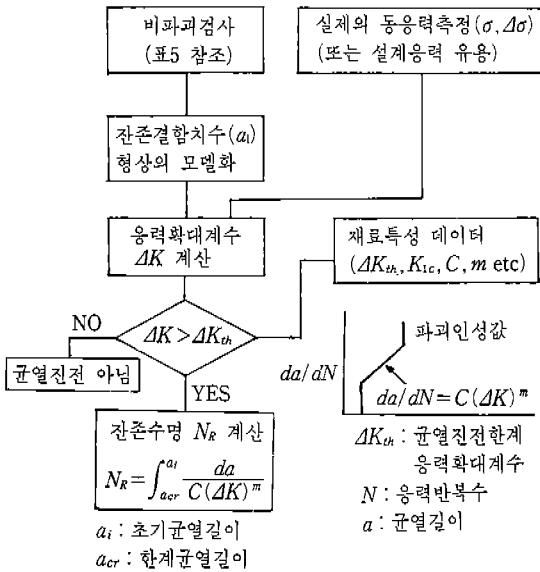 비파괴검사
(표5 참조)
실제의 동응력측정(σ, Δσ)
(또는 설계응력 유용)
잔존결함치수(a₁)
형상의 모델화
응력확대계수
ΔK 계산
재료특성 데이터
(ΔK_th, K_Ic, C, m etc)
NO
ΔK > ΔK_th
균열진전 아님
YES
파괴인성값
da/dN
da/dN = C(ΔK)^m
잔존수명 N_R 계산
N_R = ∫_{a_cr}^{a_i} da / C(ΔK)^m
a_i : 초기균열길이
a_cr : 한계균열길이
ΔK_th : 균열진전한계
응력확대계수
N : 응력반복수
a : 균열길이